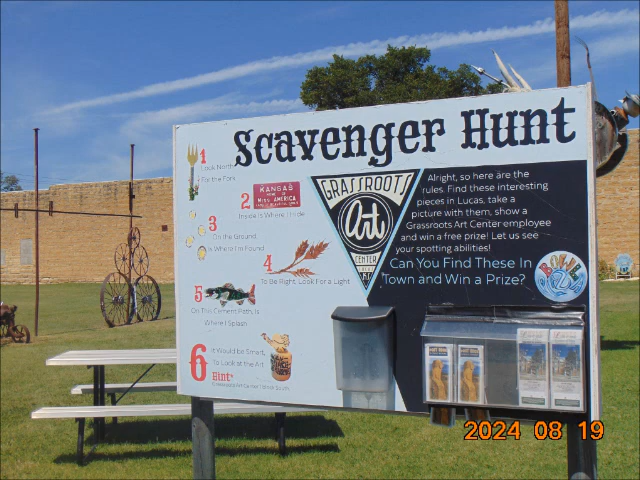 Scavenger Hunt
1 Look North
For the Fork
2 KANSAS
HOME OF
MISS AMERICA
Inside Is Where I Hide
3
On the Ground
Is Where I'm Found
4
To Be Right, Look For a Light
5
On This Cement Path, Is
Where I Splash
6 It Would be Smart,
To Look at the Art
Hint*
GRASSROOTS
Art
CENTER
Alright, so here are the
rules. Find these interesting
pieces in Lucas, take a
picture with them, show a
Grassroots Art Center employee
and win a free prize! Let us see
your spotting abilities!
Can You Find These In
Town and Win a Prize?
2024 08 19